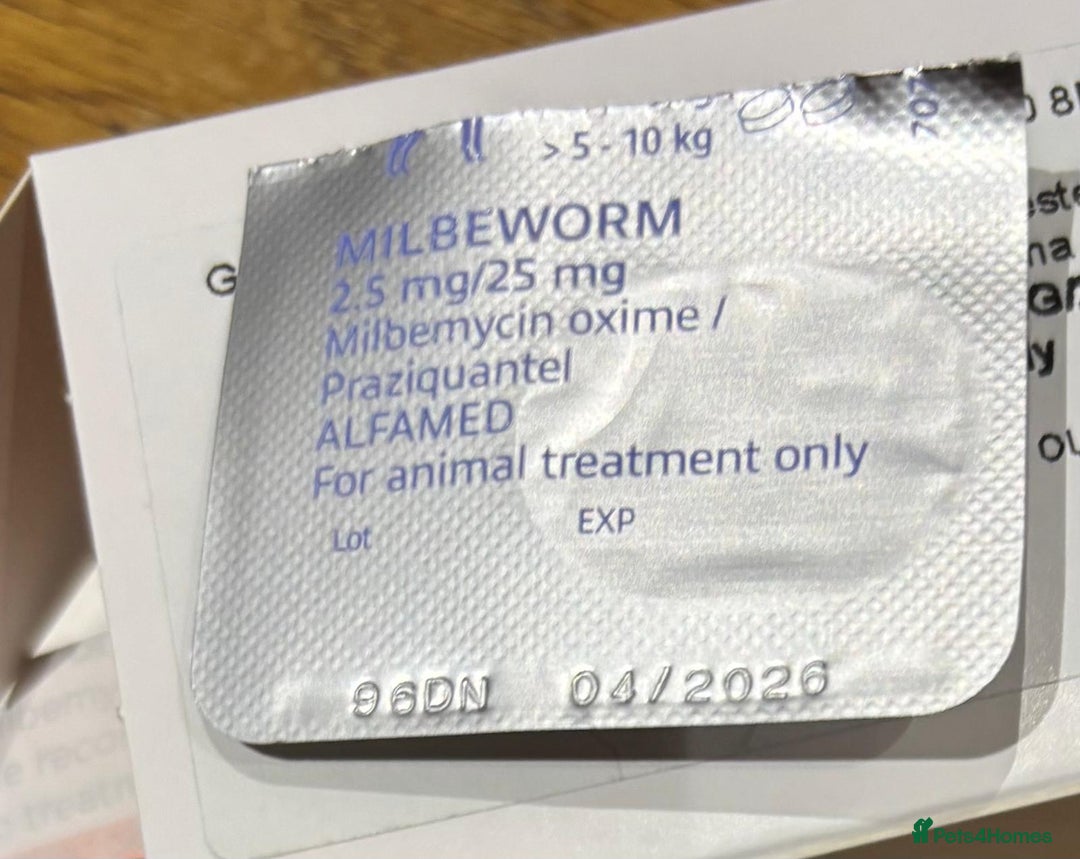 > 5 - 10 kg
707
MILBEWORM
2.5 mg/25 mg
Milbemycin oxime /
Praziquantel
ALFAMED
For animal treatment only
Lot EXP
96DN 04/2026
G
Pets4Homes